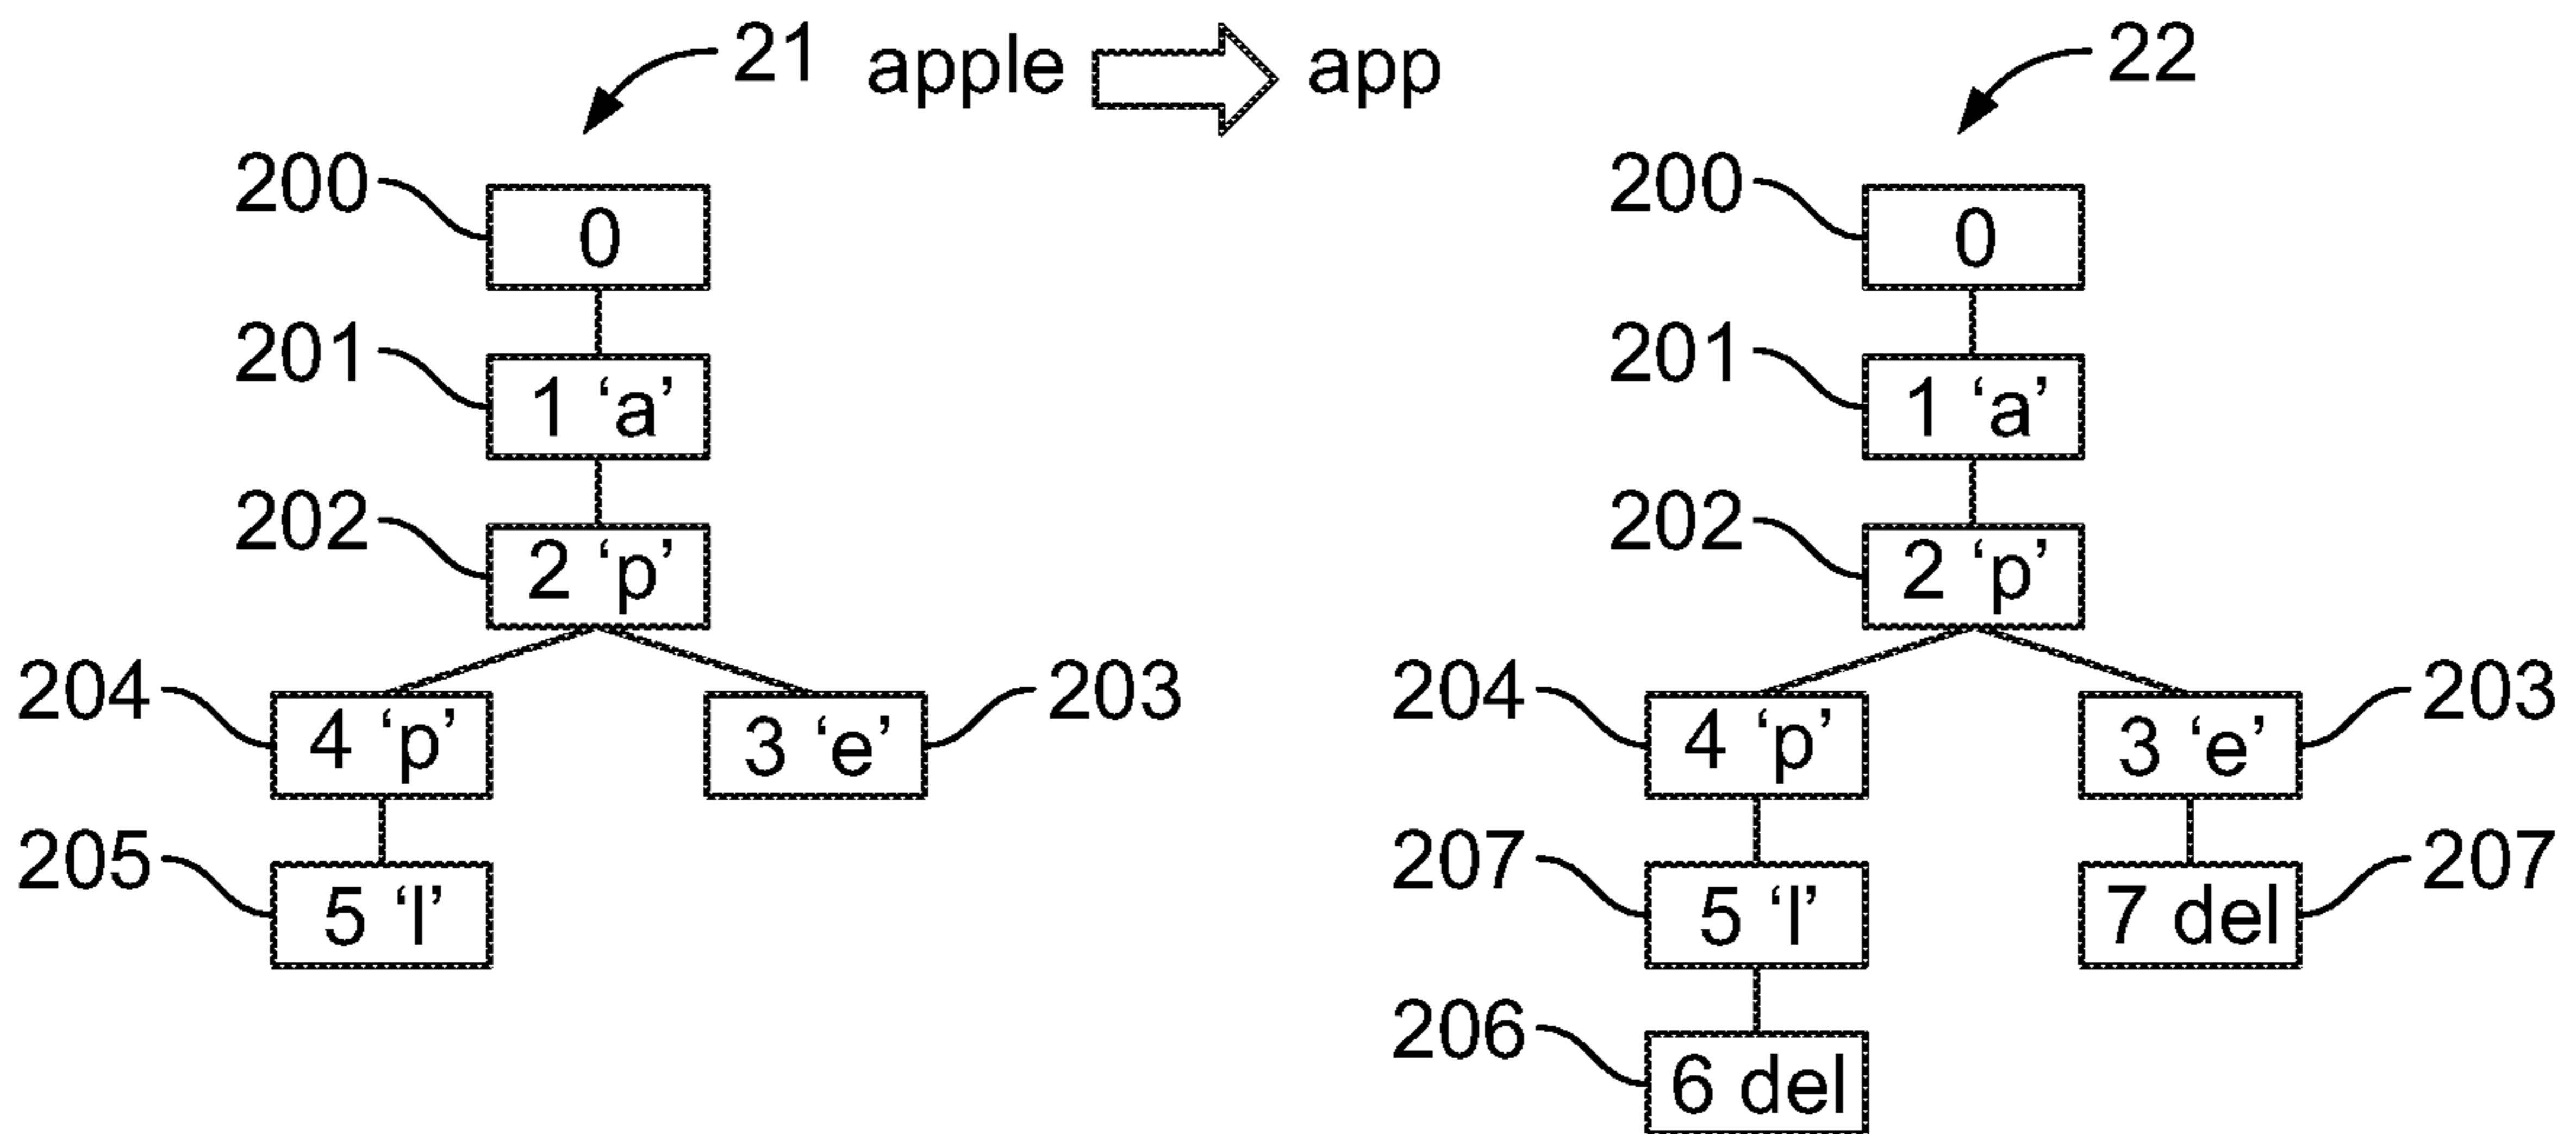 21 apple app 22
200 0 200 0
201 1 ‘a’ 201 1 ‘a’
202 2 ‘p’ 202 2 ‘p’
204 4 ‘p’ 3 ‘e’ 203 204 4 ‘p’ 3 ‘e’ 203
205 5 ‘l’ 207 5 ‘l’ 7 del 207
206 6 del